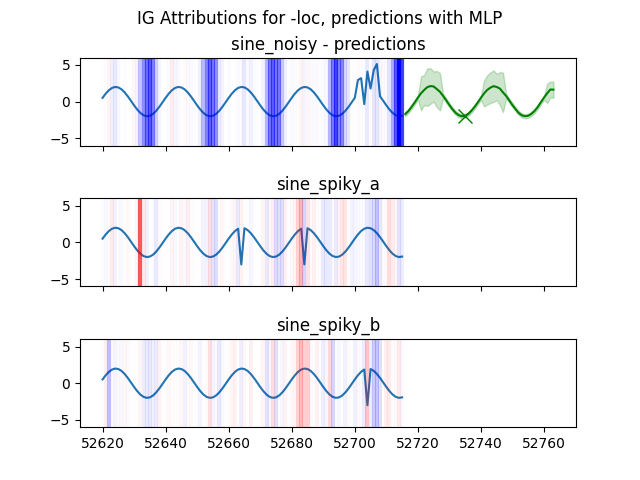 IG Attributions for -loc, predictions with MLP
sine_noisy - predictions
5
0
−5
sine_spiky_a
5
0
−5
sine_spiky_b
5
0
−5
52620 52640 52660 52680 52700 52720 52740 52760